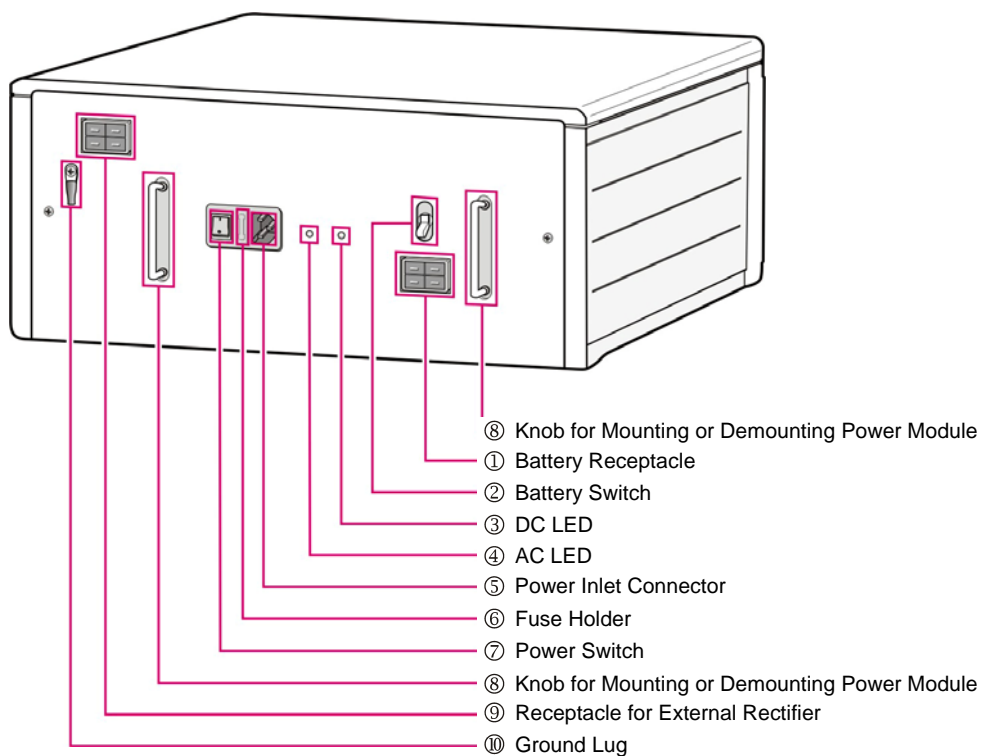 ⑧ Knob for Mounting or Demounting Power Module
① Battery Receptacle
② Battery Switch
③ DC LED
④ AC LED
⑤ Power Inlet Connector
⑥ Fuse Holder
⑦ Power Switch
⑧ Knob for Mounting or Demounting Power Module
⑨ Receptacle for External Rectifier
⑩ Ground Lug